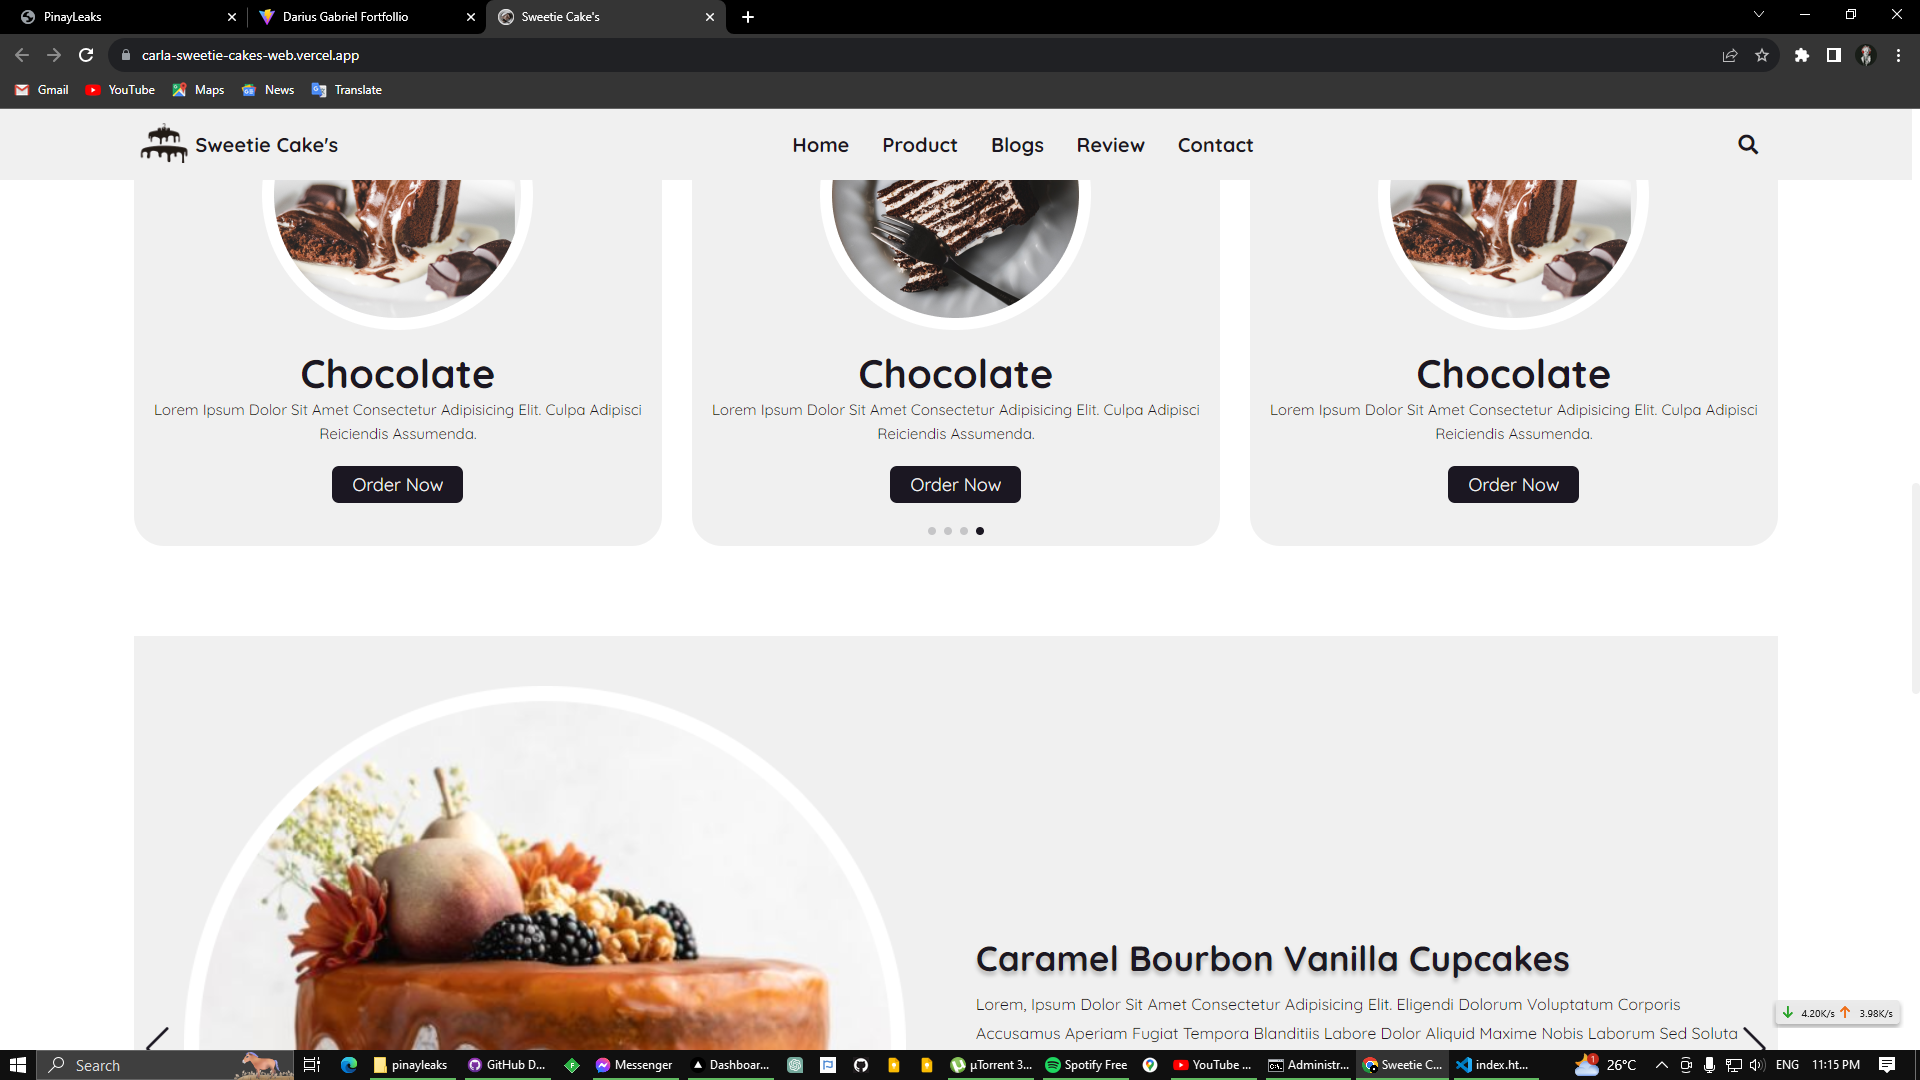 PinayLeaks
Darius Gabriel Fortfollio
Sweetie Cake's
carla-sweetie-cakes-web.vercel.app
Gmail
YouTube
Maps
News
Translate
Sweetie Cake's
Home
Product
Blogs
Review
Contact
Chocolate
Lorem Ipsum Dolor Sit Amet Consectetur Adipisicing Elit. Culpa Adipisci
Reiciendis Assumenda.
Order Now
Chocolate
Lorem Ipsum Dolor Sit Amet Consectetur Adipisicing Elit. Culpa Adipisci
Reiciendis Assumenda.
Order Now
Chocolate
Lorem Ipsum Dolor Sit Amet Consectetur Adipisicing Elit. Culpa Adipisci
Reiciendis Assumenda.
Order Now
Caramel Bourbon Vanilla Cupcakes
Lorem, Ipsum Dolor Sit Amet Consectetur Adipisicing Elit. Eligendi Dolorum Voluptatum Corporis
Accusamus Aperiam Fugiat Tempora Blanditiis Labore Dolor Aliquid Maxime Nobis Laborum Sed Soluta
4.20K/s 3.98K/s
Search
pinayleaks
GitHub D...
Messenger
Dashboar...
µTorrent 3...
Spotify Free
YouTube ...
Administr...
Sweetie C...
index.ht...
1
26°C
ENG
11:15 PM